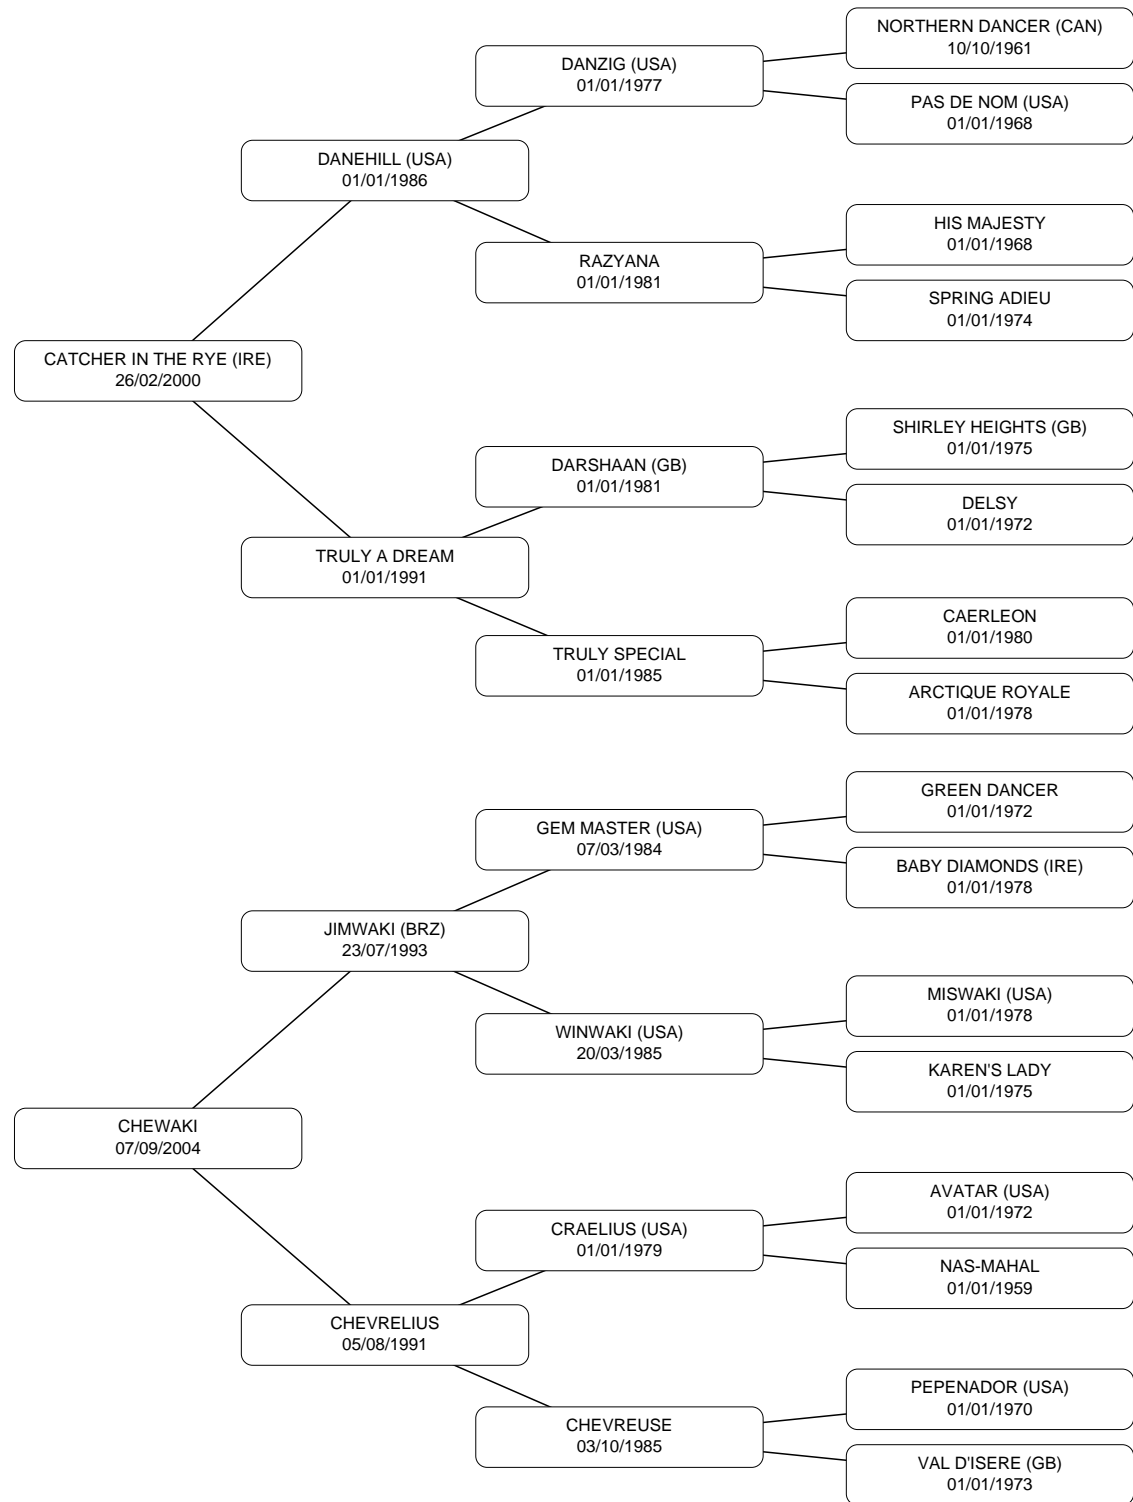 NORTHERN DANCER (CAN)
10/10/1961
DANZIG (USA)
01/01/1977
PAS DE NOM (USA)
01/01/1968
DANEHILL (USA)
01/01/1986
HIS MAJESTY
01/01/1968
RAZYANA
01/01/1981
SPRING ADIEU
01/01/1974
CATCHER IN THE RYE (IRE)
26/02/2000
SHIRLEY HEIGHTS (GB)
01/01/1975
DARSHAAN (GB)
01/01/1981
DELSY
01/01/1972
TRULY A DREAM
01/01/1991
CAERLEON
01/01/1980
TRULY SPECIAL
01/01/1985
ARCTIQUE ROYALE
01/01/1978
GREEN DANCER
01/01/1972
GEM MASTER (USA)
07/03/1984
BABY DIAMONDS (IRE)
01/01/1978
JIMWAKI (BRZ)
23/07/1993
MISWAKI (USA)
01/01/1978
WINWAKI (USA)
20/03/1985
KAREN'S LADY
01/01/1975
CHEWAKI
07/09/2004
AVATAR (USA)
01/01/1972
CRAELIUS (USA)
01/01/1979
NAS-MAHAL
01/01/1959
CHEVRELIUS
05/08/1991
PEPENADOR (USA)
01/01/1970
CHEVREUSE
03/10/1985
VAL D'ISERE (GB)
01/01/1973